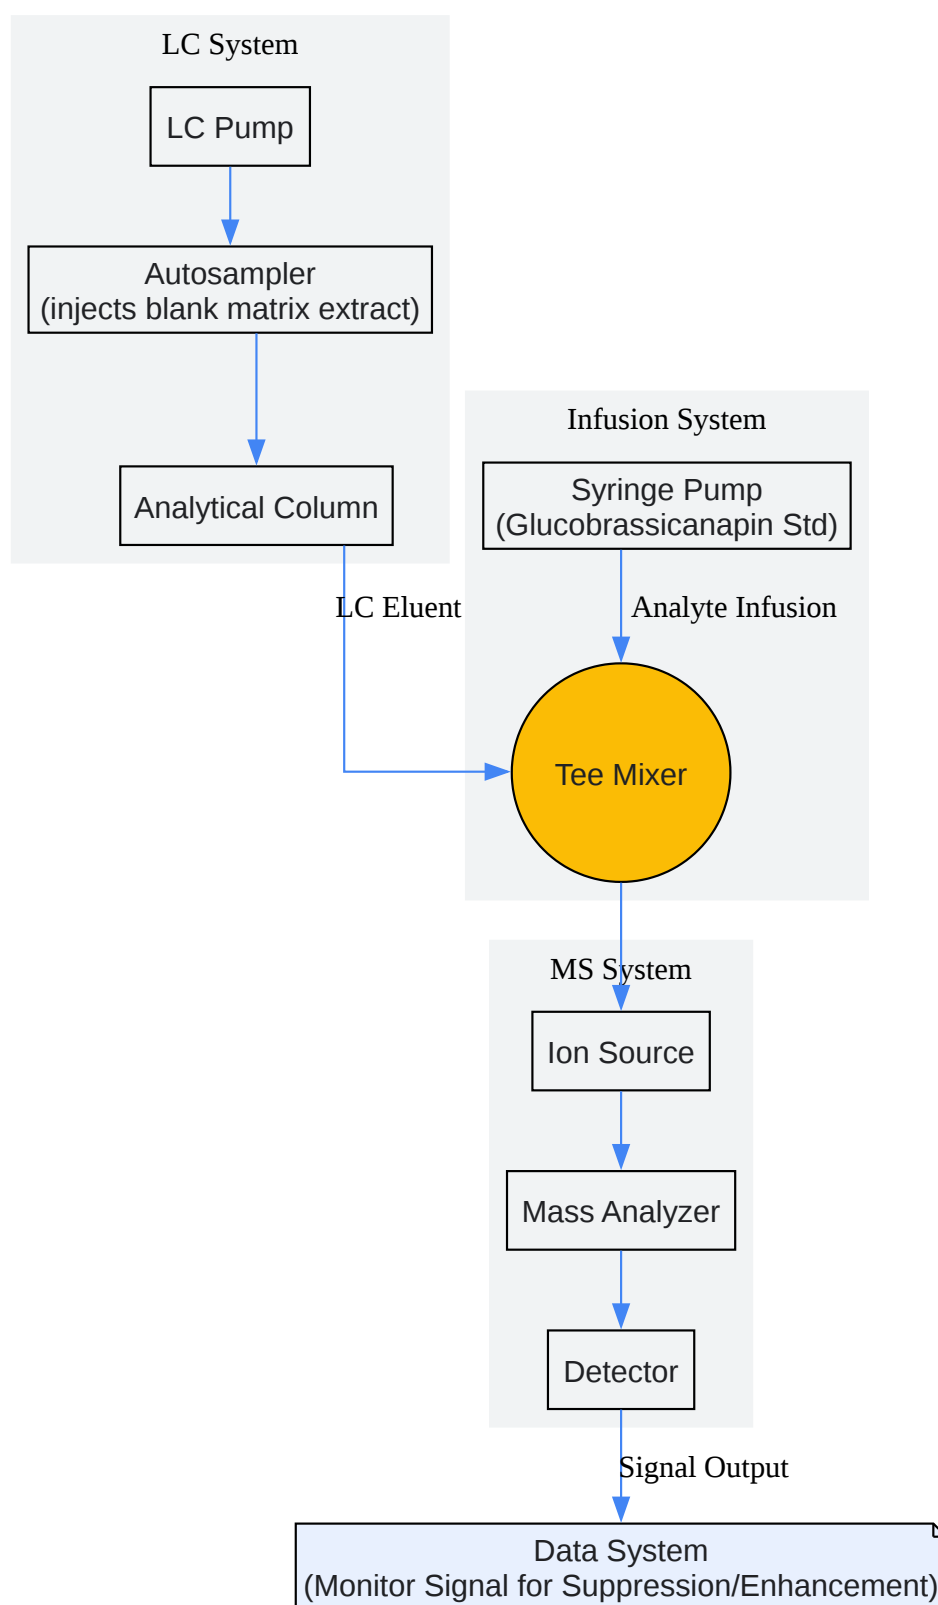 LC System
LC Pump
Autosampler
(injects blank matrix extract)
Analytical Column
LC Eluent
Infusion System
Syringe Pump
(Glucobrassicanapin Std)
Analyte Infusion
Tee Mixer
MS System
Ion Source
Mass Analyzer
Detector
Signal Output
Data System
(Monitor Signal for Suppression/Enhancement)